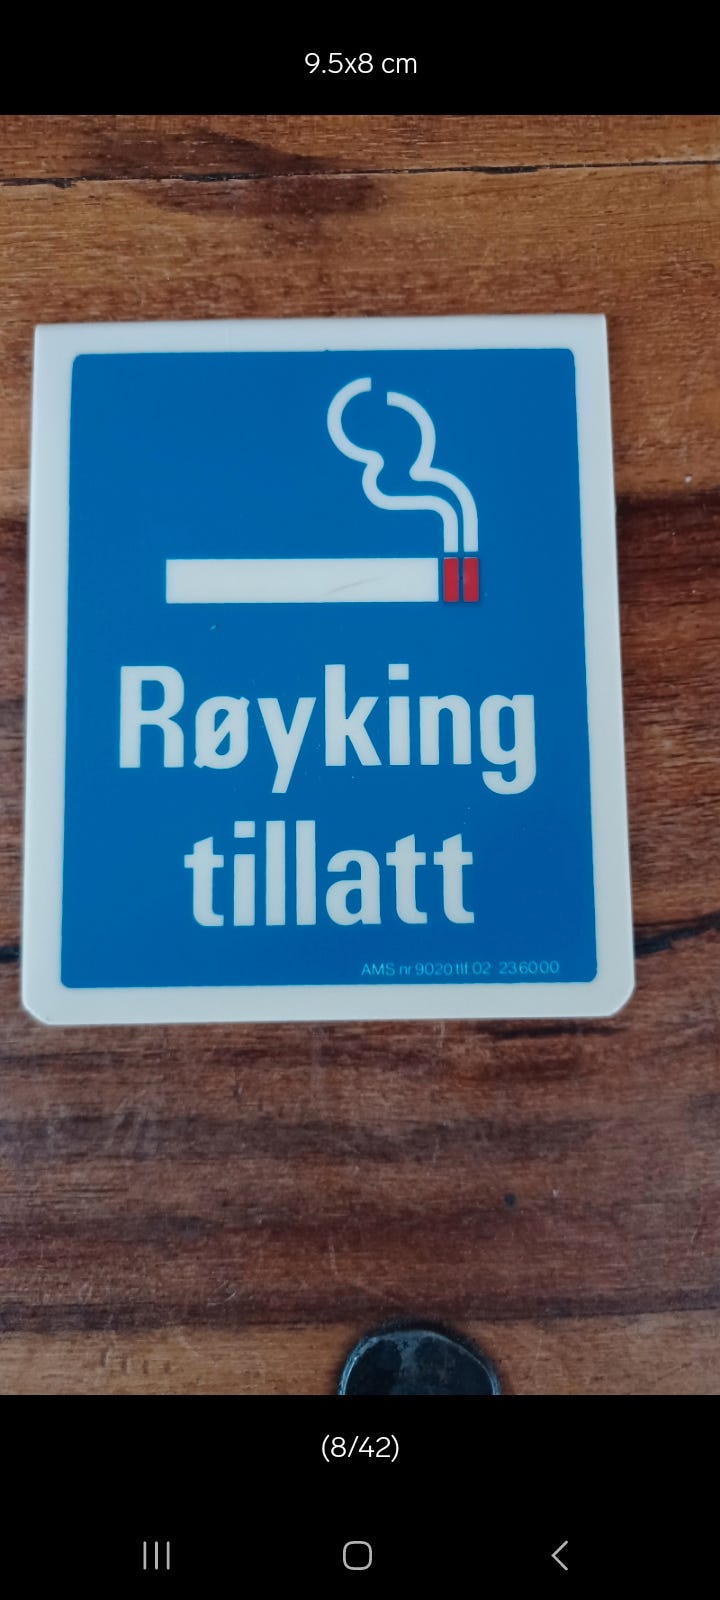 9.5x8 cm
Røyking
tillatt
AMS nr 9020 tlf 02 236000
(8/42)